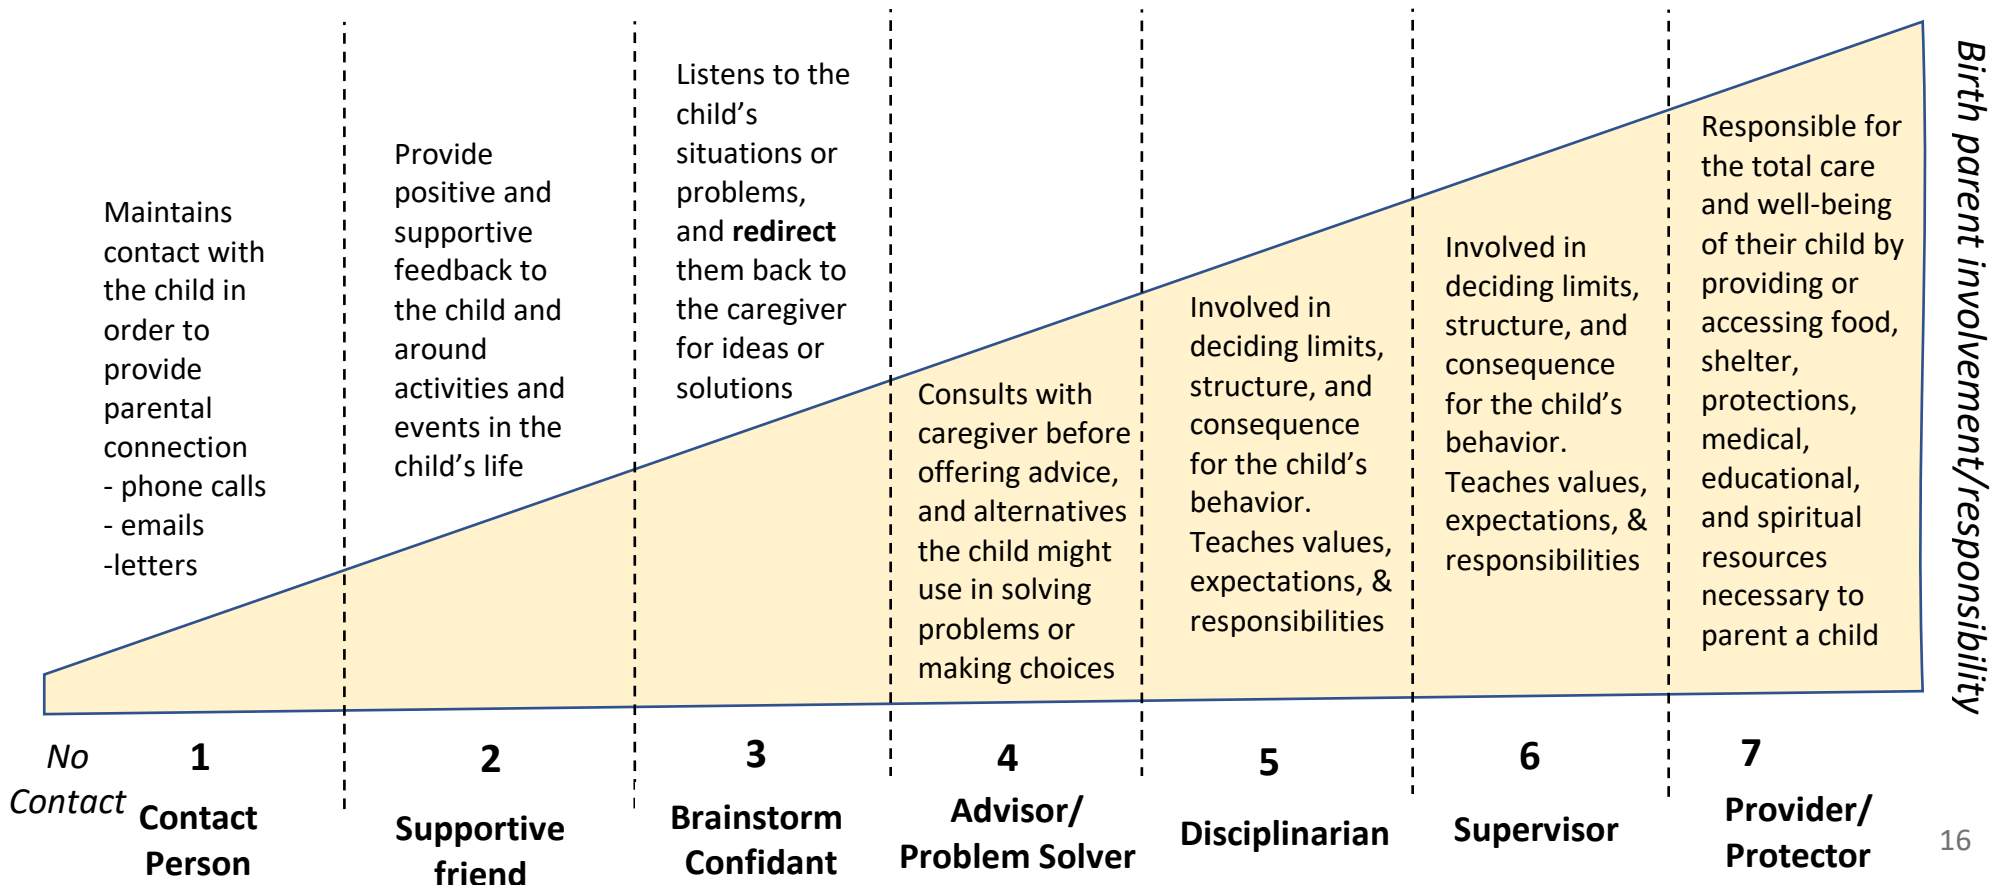 Maintains
contact with
the child in
order to
provide
parental
connection
- phone calls
- emails
-letters
Provide
positive and
supportive
feedback to
the child and
around
activities and
events in the
child’s life
Listens to the
child’s
situations or
problems,
and redirect
them back to
the caregiver
for ideas or
solutions
Consults with
caregiver before
offering advice,
and alternatives
the child might
use in solving
problems or
making choices
Involved in
deciding limits,
structure, and
consequence
for the child’s
behavior.
Teaches values,
expectations, &
responsibilities
Involved in
deciding limits,
structure, and
consequence
for the child’s
behavior.
Teaches values,
expectations, &
responsibilities
Responsible for
the total care
and well-being
of their child by
providing or
accessing food,
shelter,
protections,
medical,
educational,
and spiritual
resources
necessary to
parent a child
Birth parent involvement/responsibility
No
Contact
1
Contact
Person
2
Supportive
friend
3
Brainstorm
Confidant
4
Advisor/
Problem Solver
5
Disciplinarian
6
Supervisor
7
Provider/
Protector
16